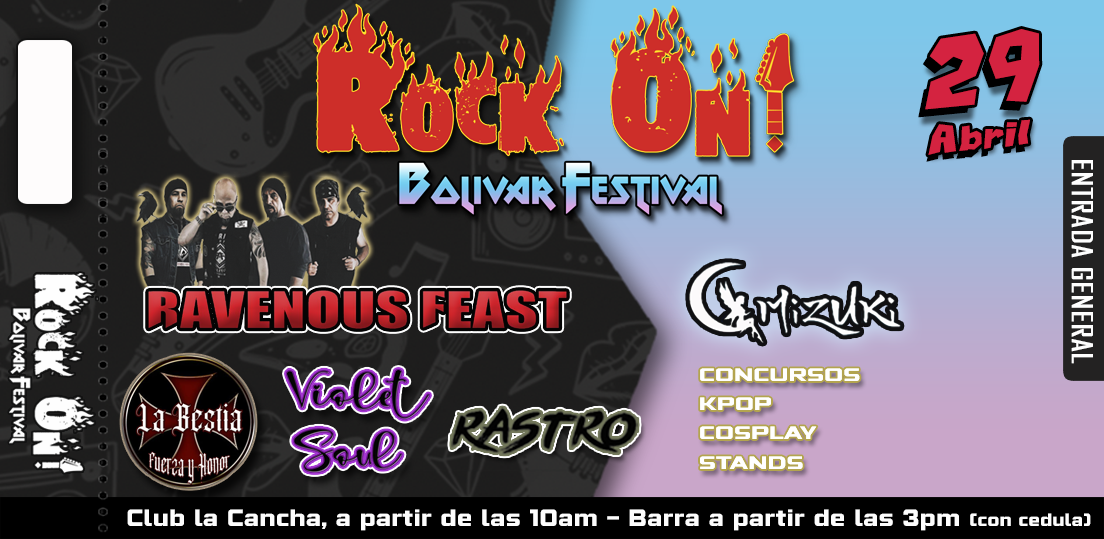 Rock On!
Bolivar Festival
29
Abril
ENTRADA GENERAL
RAVENOUS FEAST
La Bestia
Fuerza y Honor
Violet
Soul
RASTRO
Mizuki
CONCURSOS
KPOP
COSPLAY
STANDS
Rock On!
Bolivar Festival
Club la Cancha, a partir de las 10am - Barra a partir de las 3pm (con cedula)